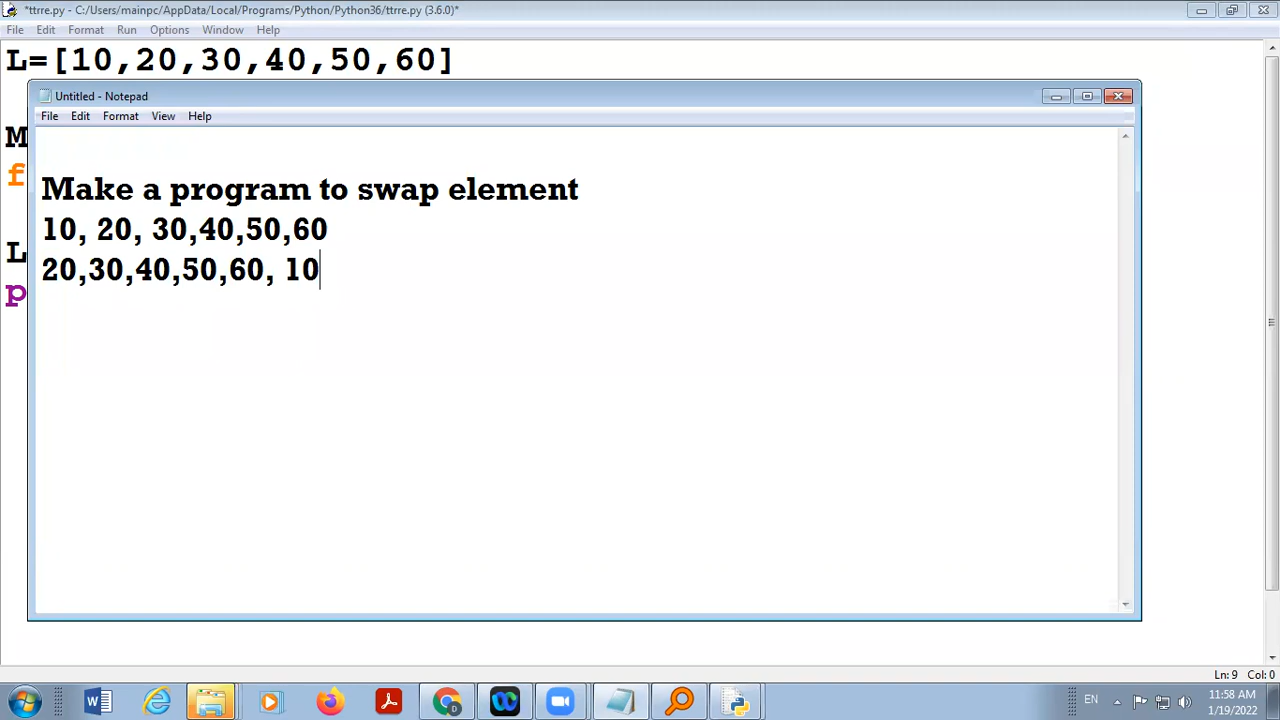 *ttrre.py - C:/Users/mainpc/AppData/Local/Programs/Python/Python36/ttrre.py (3.6.0)*
File Edit Format Run Options Window Help
L=[10,20,30,40,50,60]
Untitled - Notepad
File Edit Format View Help
M
f
Make a program to swap element
10, 20, 30,40,50,60
L
20,30,40,50,60, 10
p
Ln: 9 Col: 0
EN
11:58 AM
1/19/2022